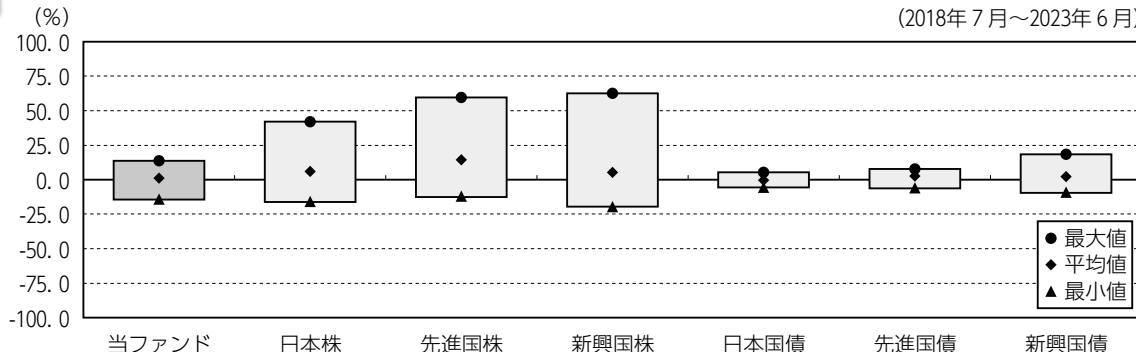 (%)
(2018年7月～2023年6月)
100.0
75.0
50.0
25.0
0.0
-25.0
-50.0
-75.0
-100.0
● 最大値
◆ 平均値
▲ 最小値
当ファンド 日本株 先進国株 新興国株 日本国債 先進国債 新興国債